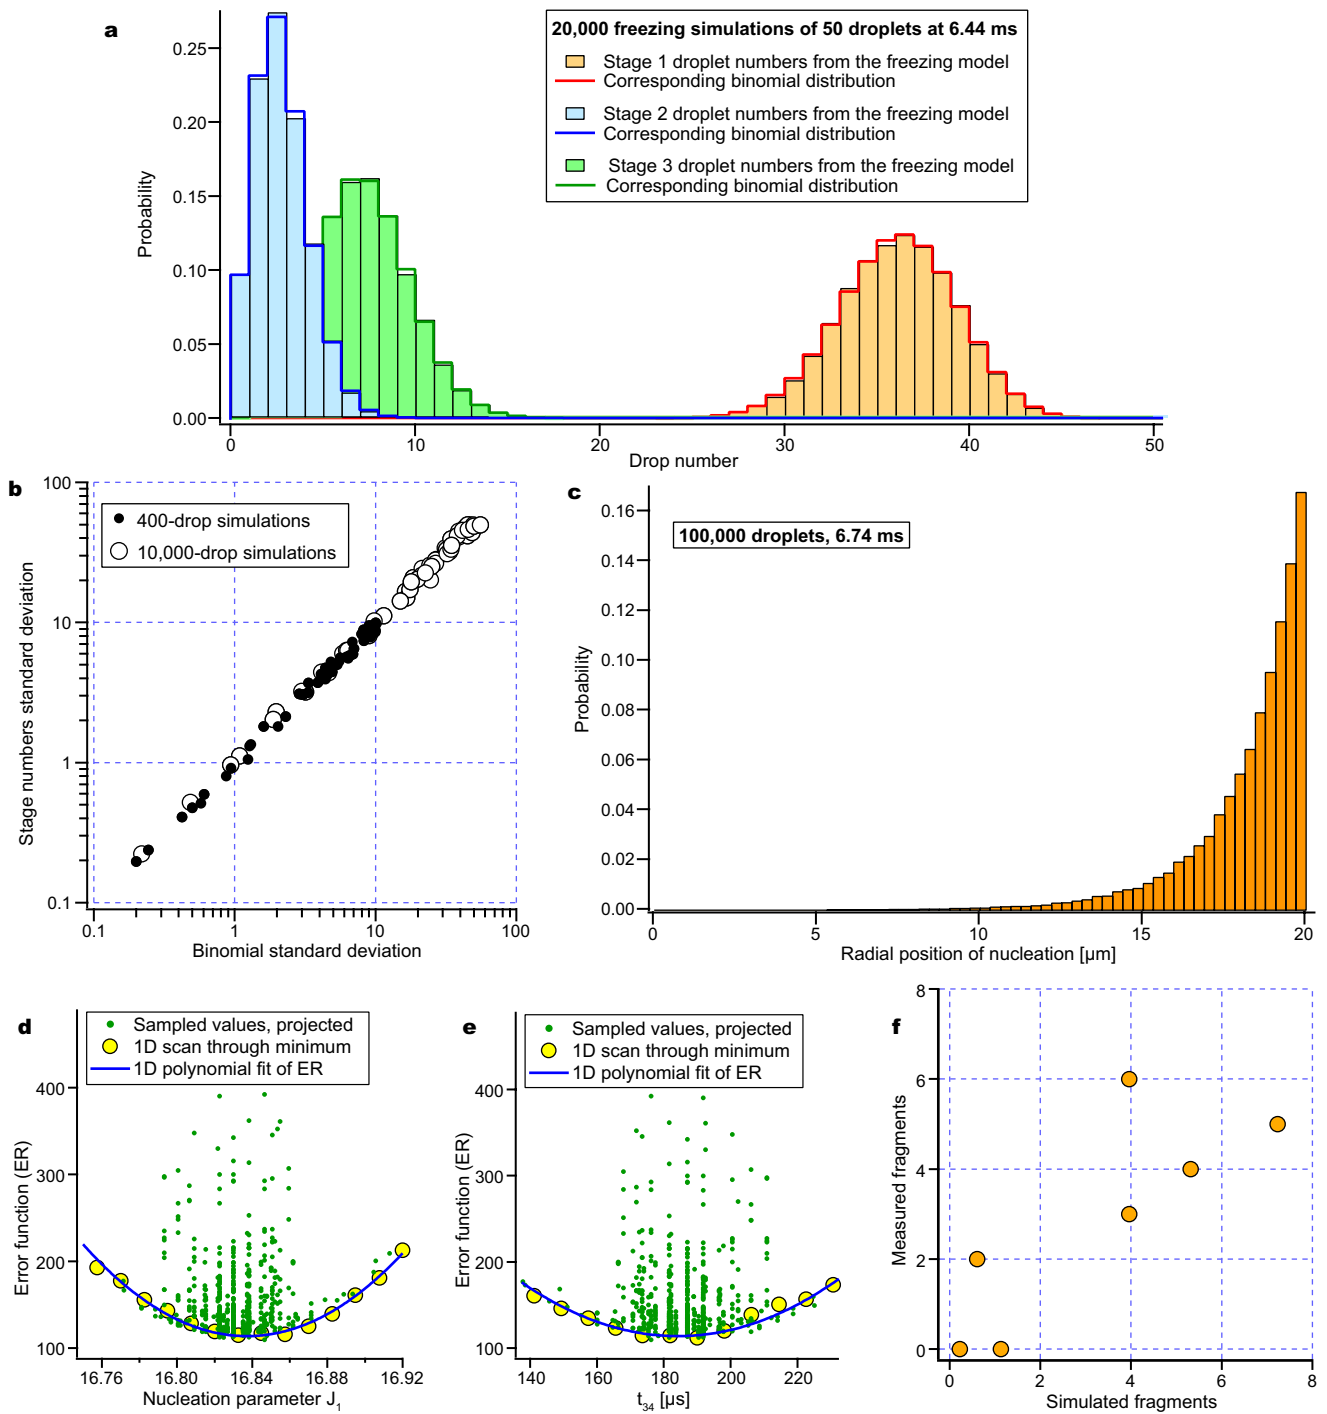 a
20,000 freezing simulations of 50 droplets at 6.44 ms
Stage 1 droplet numbers from the freezing model
Corresponding binomial distribution
Stage 2 droplet numbers from the freezing model
Corresponding binomial distribution
Stage 3 droplet numbers from the freezing model
Corresponding binomial distribution
Probability
0.25
0.20
0.15
0.10
0.05
0.00
0 10 20 30 40 50
Drop number
b
400-drop simulations
10,000-drop simulations
Stage numbers standard deviation
100
10
1
0.1
0.1 1 10 100
Binomial standard deviation
c
100,000 droplets, 6.74 ms
Probability
0.16
0.14
0.12
0.10
0.08
0.06
0.04
0.02
0.00
0 5 10 15 20
Radial position of nucleation [µm]
d
Sampled values, projected
1D scan through minimum
1D polynomial fit of ER
Error function (ER)
400
300
200
100
16.76 16.80 16.84 16.88 16.92
Nucleation parameter J1
e
Sampled values, projected
1D scan through minimum
1D polynomial fit of ER
Error function (ER)
400
300
200
100
140 160 180 200 220
t34 [µs]
f
Measured fragments
8
6
4
2
0
0 2 4 6 8
Simulated fragments